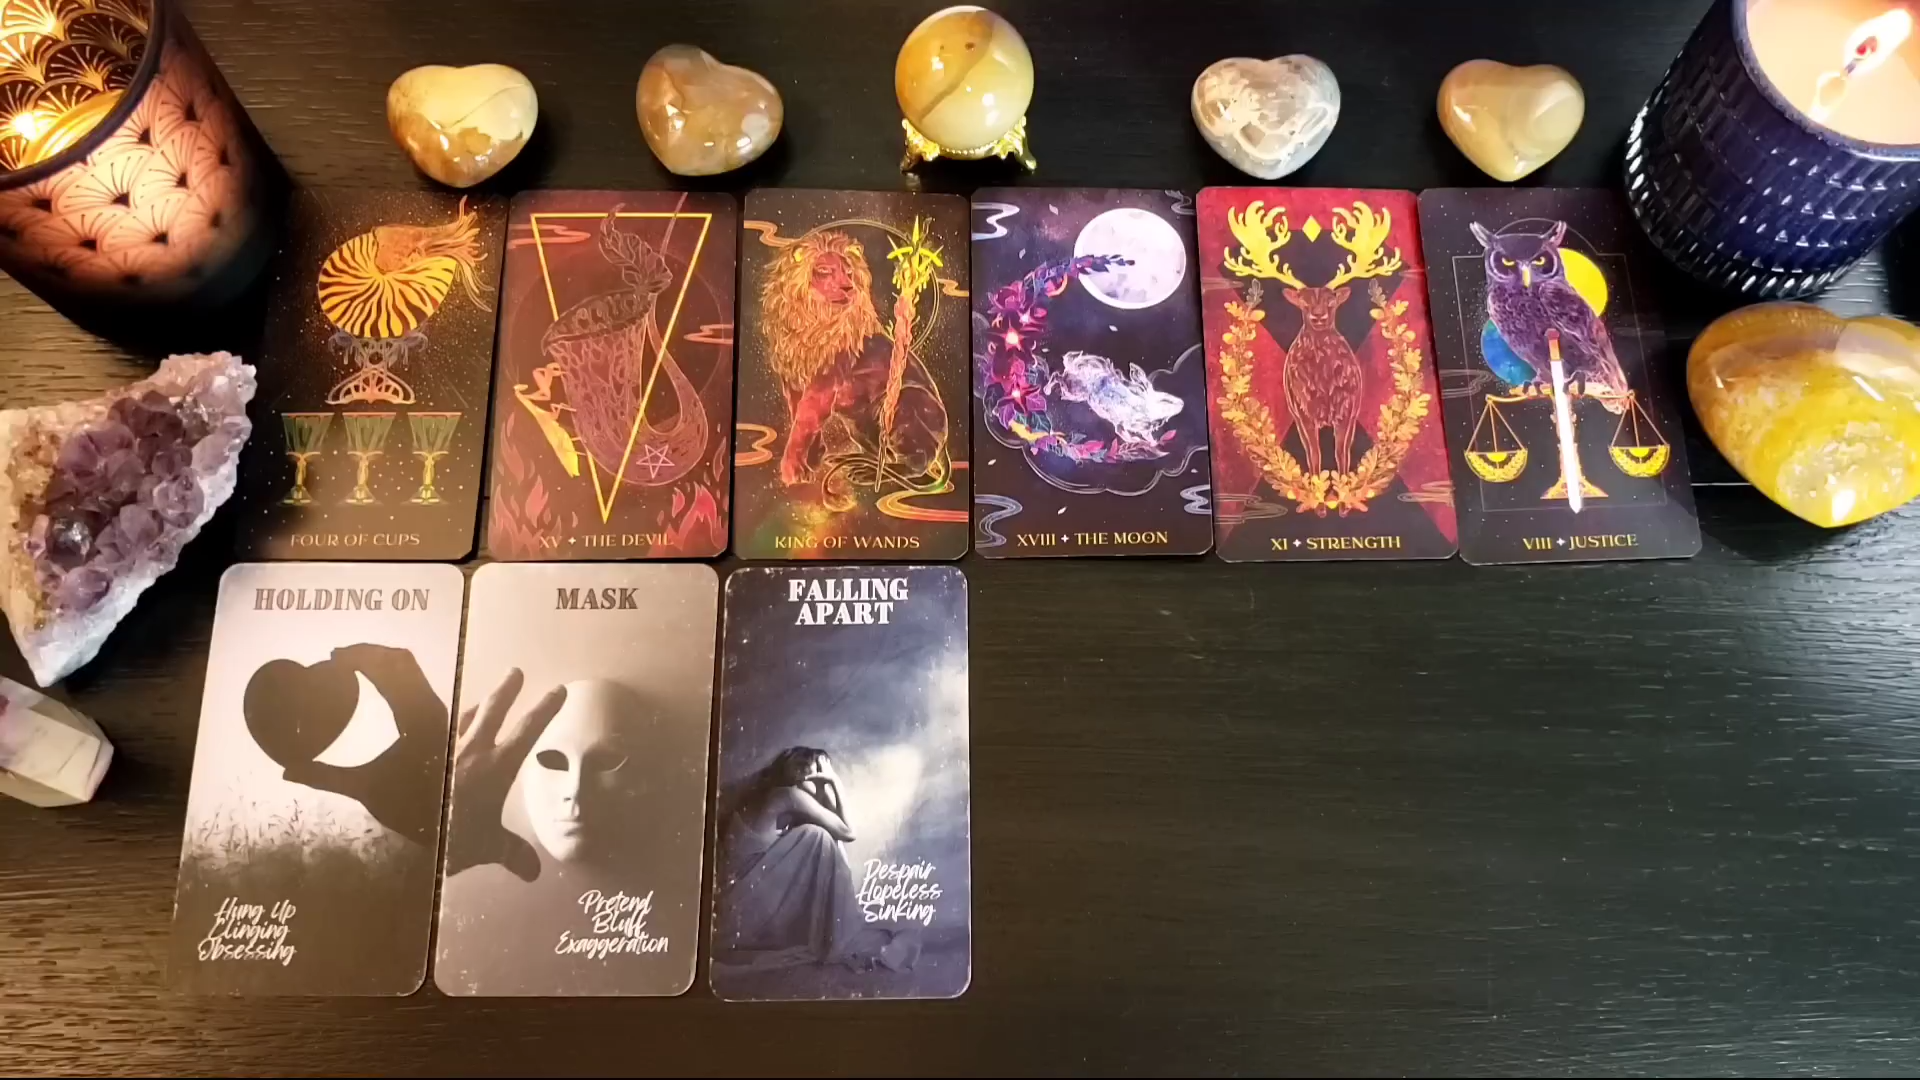 FOUR OF CUPS
XV ✦ THE DEVIL
KING OF WANDS
XVIII ✦ THE MOON
XI ✦ STRENGTH
VIII ✦ JUSTICE
HOLDING ON
Hung Up
Clinging
Obsessing
MASK
Pretend
Bluff
Exaggeration
FALLING
APART
Despair
Hopeless
Sinking